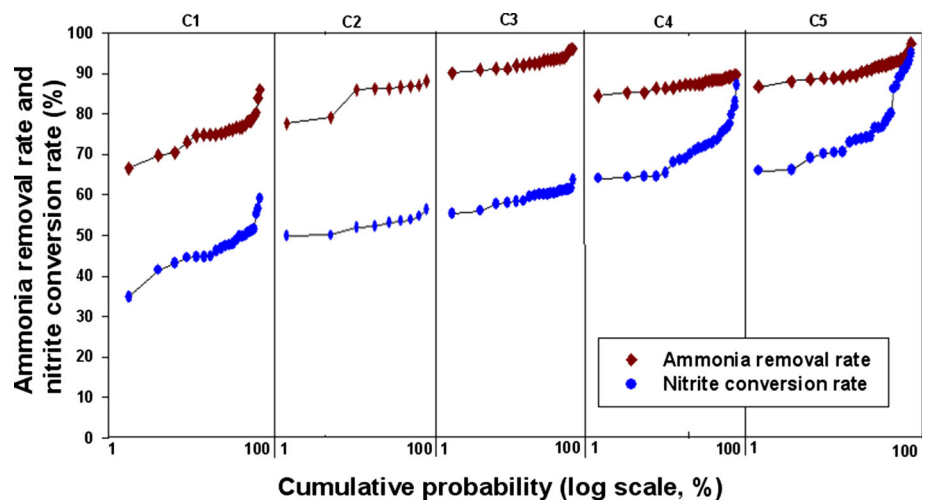 C1 C2 C3 C4 C5
Ammonia removal rate and
nitrite conversion rate (%)
100
90
80
70
60
50
40
30
20
10
0
Ammonia removal rate
Nitrite conversion rate
1 100 1 100 1 100 1 100 1 100
Cumulative probability (log scale, %)